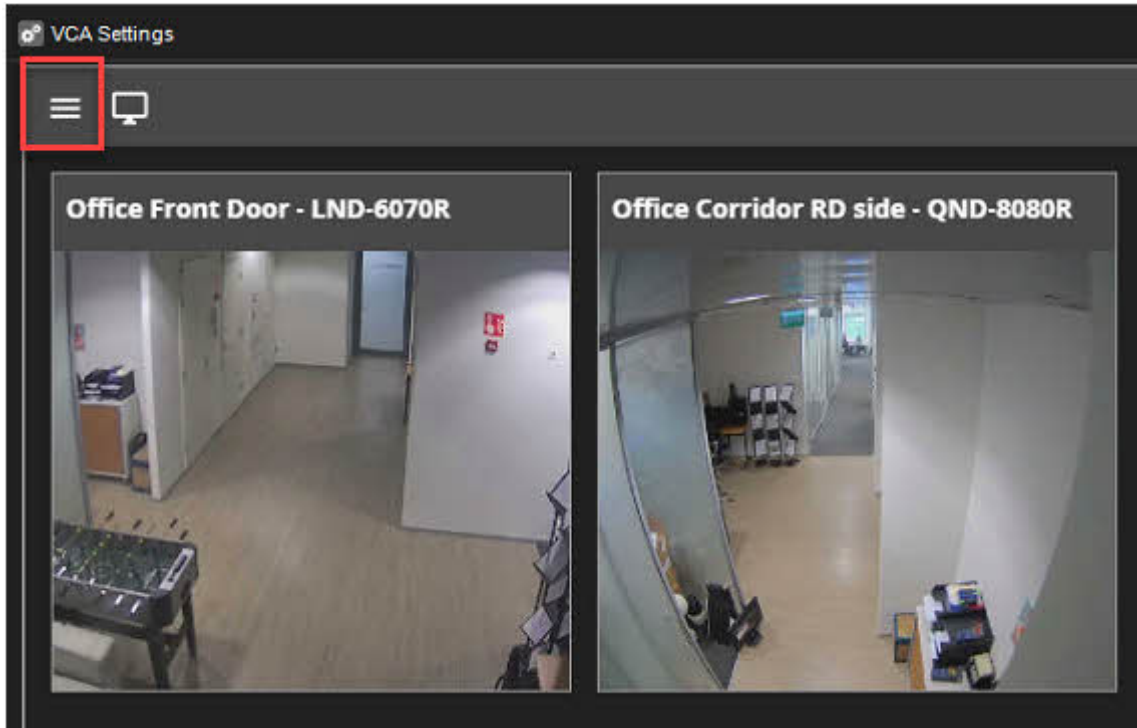 VCA Settings
Office Front Door - LND-6070R
Office Corridor RD side - QND-8080R